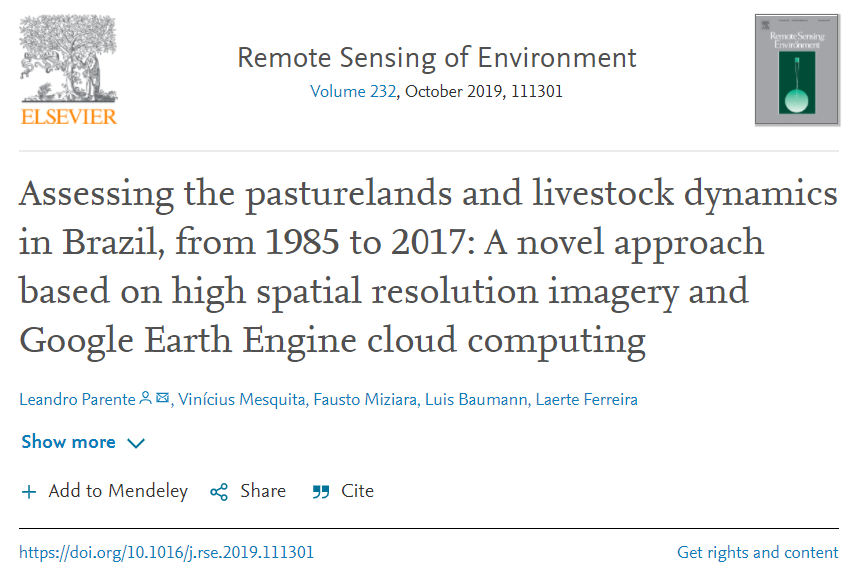 ELSEVIER
Remote Sensing of Environment
Volume 232, October 2019, 111301
Remote Sensing
Environment
Assessing the pasturelands and livestock dynamics
in Brazil, from 1985 to 2017: A novel approach
based on high spatial resolution imagery and
Google Earth Engine cloud computing
Leandro Parente, Vinícius Mesquita, Fausto Miziara, Luis Baumann, Laerte Ferreira
Show more
Add to Mendeley Share Cite
https://doi.org/10.1016/j.rse.2019.111301 Get rights and content